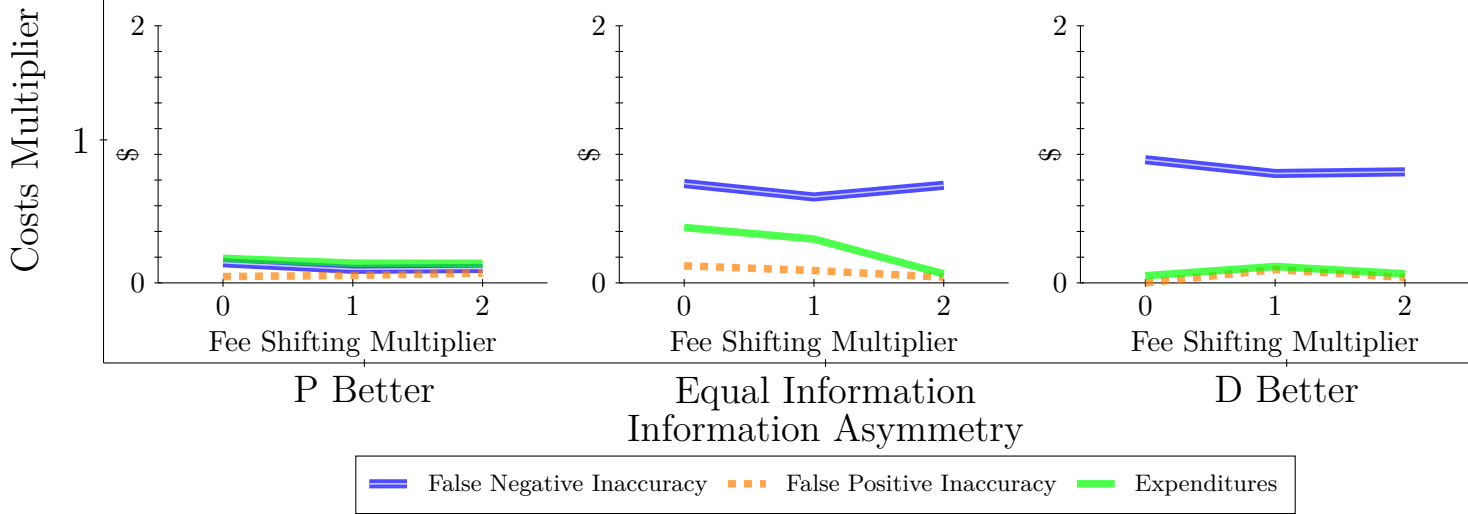 Costs Multiplier
1
2
$
0
0 1 2
Fee Shifting Multiplier
P Better
2
$
0
0 1 2
Fee Shifting Multiplier
Equal Information
2
$
0
0 1 2
Fee Shifting Multiplier
D Better
Information Asymmetry
False Negative Inaccuracy False Positive Inaccuracy Expenditures